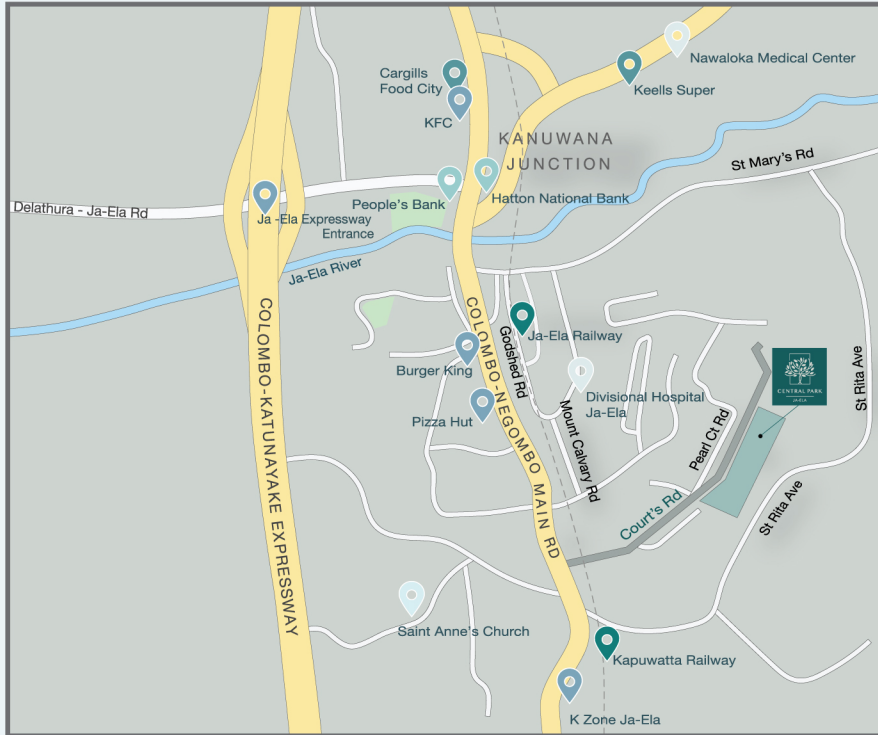 Nawaloka Medical Center
Cargills
Food City
Keells Super
KFC
KANUWANA
JUNCTION
St Mary's Rd
People's Bank
Hatton National Bank
Delathura - Ja-Ela Rd
Ja -Ela Expressway
Entrance
Ja-Ela River
COLOMBO-KATUNAYAKE EXPRESSWAY
COLOMBO-NEGOMBO MAIN RD
Godshed Rd
Ja-Ela Railway
Burger King
Divisional Hospital
Ja-Ela
Pizza Hut
Mount Calvary Rd
Pearl Ct Rd
CENTRAL PARK
JA-ELA
St Rita Ave
St Rita Ave
Court's Rd
Saint Anne's Church
Kapuwatta Railway
K Zone Ja-Ela